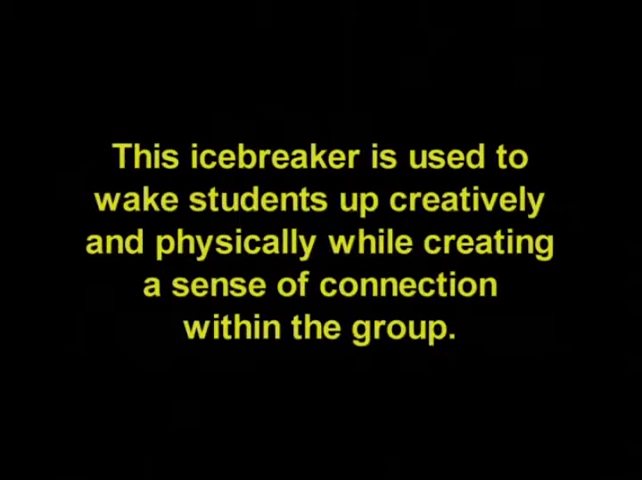 This icebreaker is used to
wake students up creatively
and physically while creating
a sense of connection
within the group.